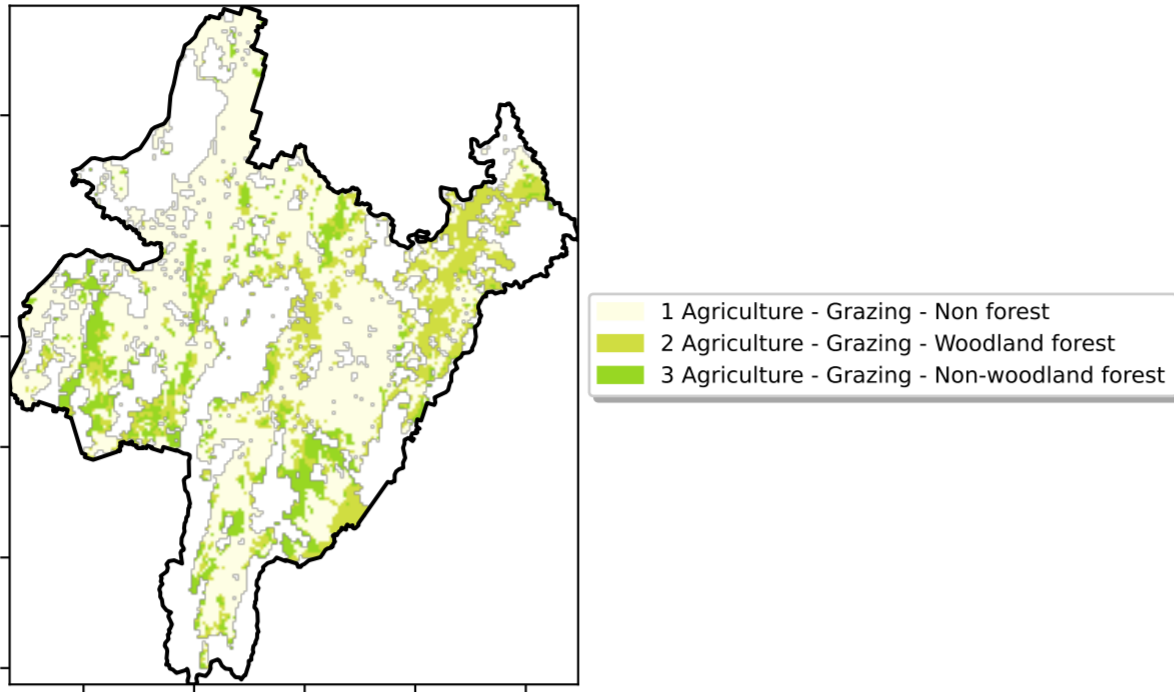 1 Agriculture - Grazing - Non forest
2 Agriculture - Grazing - Woodland forest
3 Agriculture - Grazing - Non-woodland forest